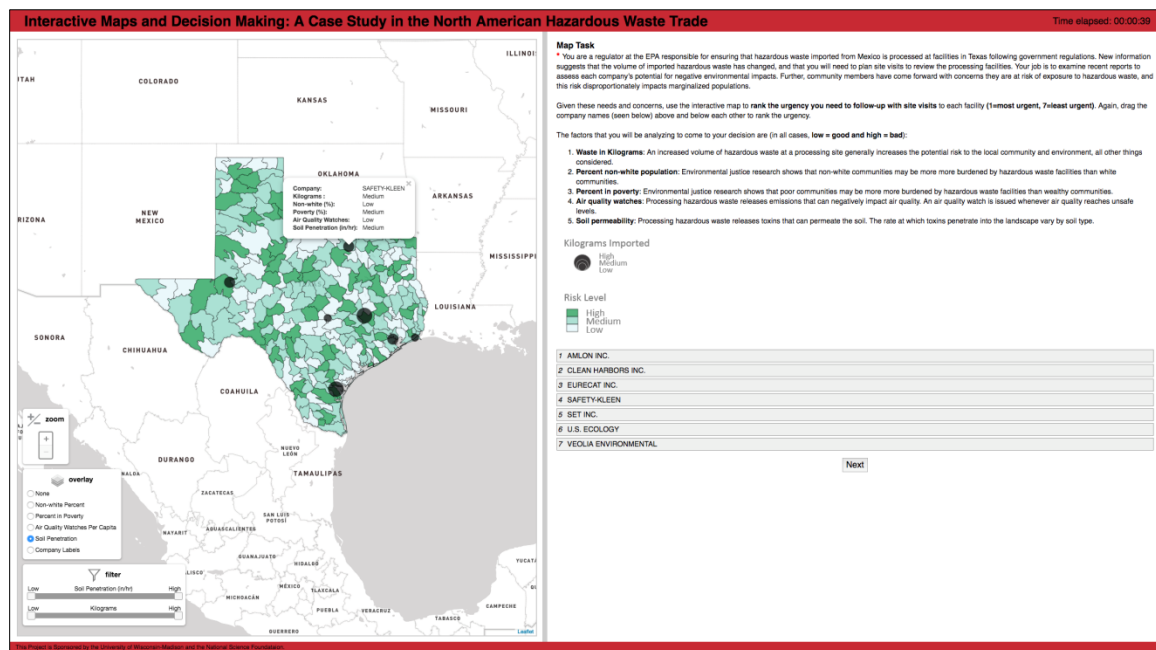 Interactive Maps and Decision Making: A Case Study in the North American Hazardous Waste Trade
Time elapsed: 00:00:39
ILLINOI
UTAH
COLORADO
KANSAS
MISSOURI
OKLAHOMA
ARKANSAS
RIZONA
NEW
MEXICO
MISSISSIPPI
LOUISIANA
SONORA
CHIHUAHUA
COAHUILA
NUEVO
LEÓN
DURANGO
TAMAULIPAS
NALOA
ZACATECAS
SAN LUIS
POTOSÍ
NAYARIT
AGUASCALIENTES
GUANAJUATO
HIDALGO
YUCATÁ
JALISCO
MÉXICO
TLAXCALA
MICHOACÁN
PUEBLA
VERACRUZ
CAMPECHE
TABASCO
GUERRERO
Company: SAFETY-KLEEN
Kilograms : Medium
Non-white (%): Low
Poverty (%): Medium
Air Quality Watches: Low
Soil Penetration (in/hr): Medium
zoom
overlay
None
Non-white Percent
Percent in Poverty
Air Quality Watches Per Capita
Soil Penetration
Company Labels
filter
Low Soil Penetration (in/hr) High
Low Kilograms High
Leaflet
Map Task
* You are a regulator at the EPA responsible for ensuring that hazardous waste imported from Mexico is processed at facilities in Texas following government regulations. New information
suggests that the volume of imported hazardous waste has changed, and that you will need to plan site visits to review the processing facilities. Your job is to examine recent reports to
assess each company's potential for negative environmental impacts. Further, community members have come forward with concerns they are at risk of exposure to hazardous waste, and
this risk disproportionately impacts marginalized populations.
Given these needs and concerns, use the interactive map to rank the urgency you need to follow-up with site visits to each facility (1=most urgent, 7=least urgent). Again, drag the
company names (seen below) above and below each other to rank the urgency.
The factors that you will be analyzing to come to your decision are (in all cases, low = good and high = bad):
1. Waste in Kilograms: An increased volume of hazardous waste at a processing site generally increases the potential risk to the local community and environment, all other things
considered.
2. Percent non-white population: Environmental justice research shows that non-white communities may be more more burdened by hazardous waste facilities than white
communities.
3. Percent in poverty: Environmental justice research shows that poor communities may be more more burdened by hazardous waste facilities than wealthy communities.
4. Air quality watches: Processing hazardous waste releases emissions that can negatively impact air quality. An air quality watch is issued whenever air quality reaches unsafe
levels.
5. Soil permeability: Processing hazardous waste releases toxins that can permeate the soil. The rate at which toxins penetrate into the landscape vary by soil type.
Kilograms Imported
High
Medium
Low
Risk Level
High
Medium
Low
1 AMLON INC.
2 CLEAN HARBORS INC.
3 EURECAT INC.
4 SAFETY-KLEEN
5 SET INC.
6 U.S. ECOLOGY
7 VEOLIA ENVIRONMENTAL
Next
This Project is Sponsored by the University of Wisconsin-Madison and the National Science Foundataion.